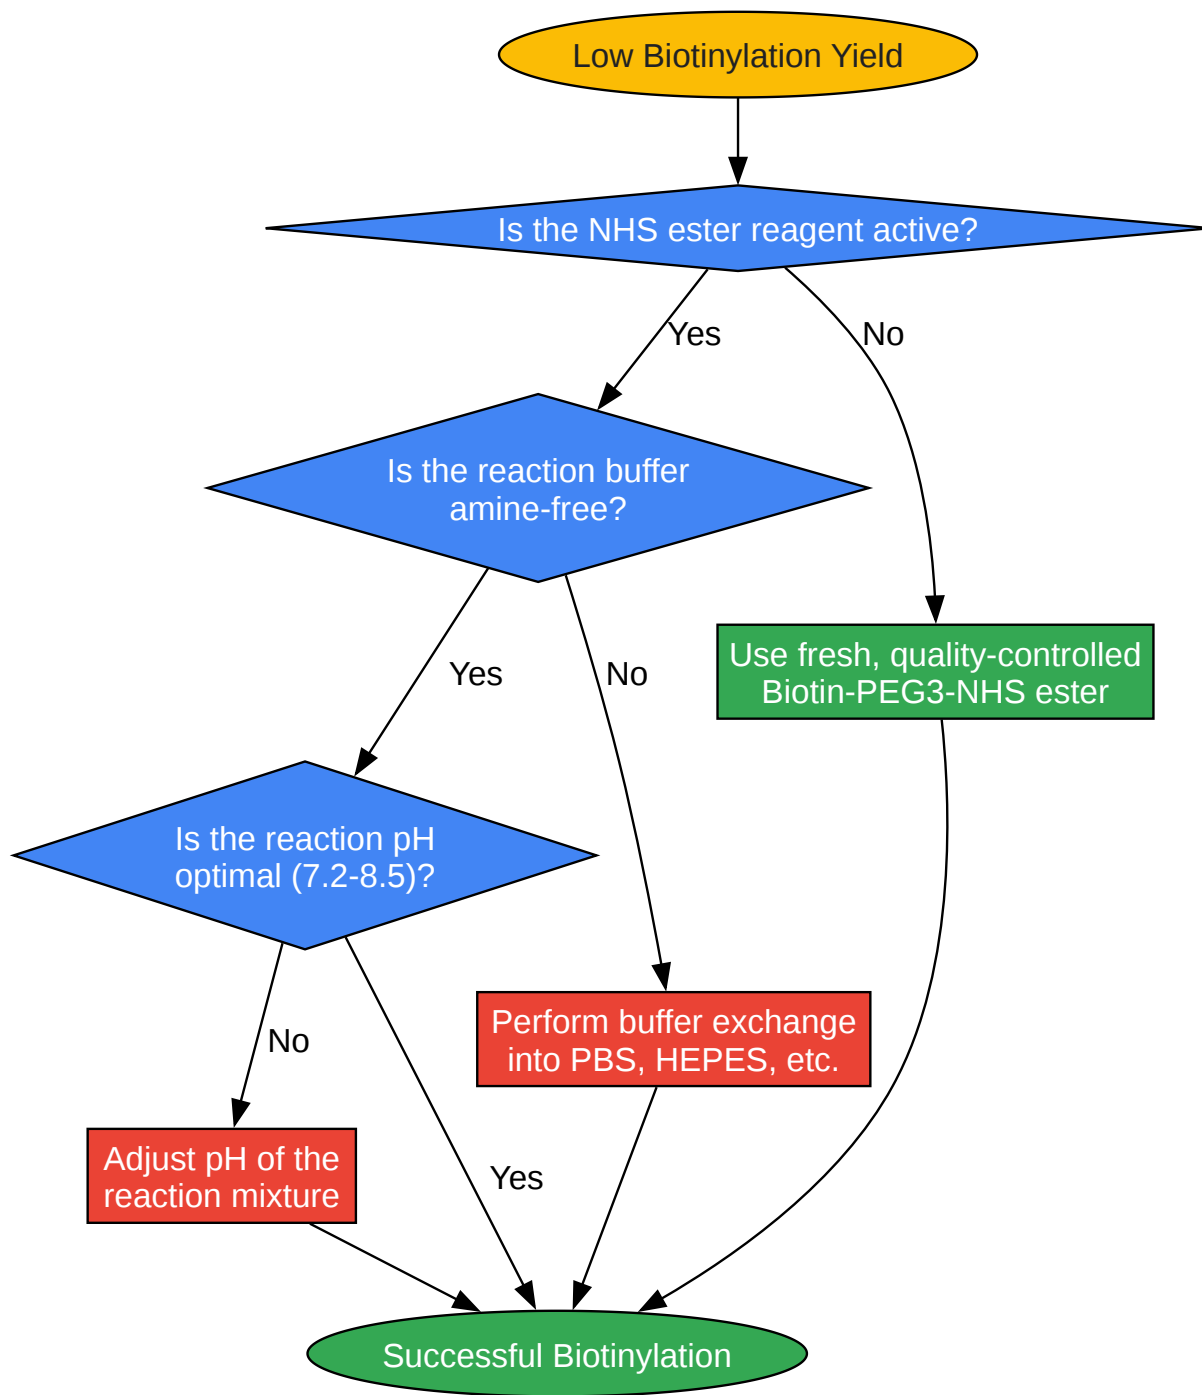 Low Biotinylation Yield
Is the NHS ester reagent active?
Yes
No
Is the reaction buffer
amine-free?
Yes
No
Use fresh, quality-controlled
Biotin-PEG3-NHS ester
Is the reaction pH
optimal (7.2-8.5)?
No
Yes
Perform buffer exchange
into PBS, HEPES, etc.
Adjust pH of the
reaction mixture
Successful Biotinylation